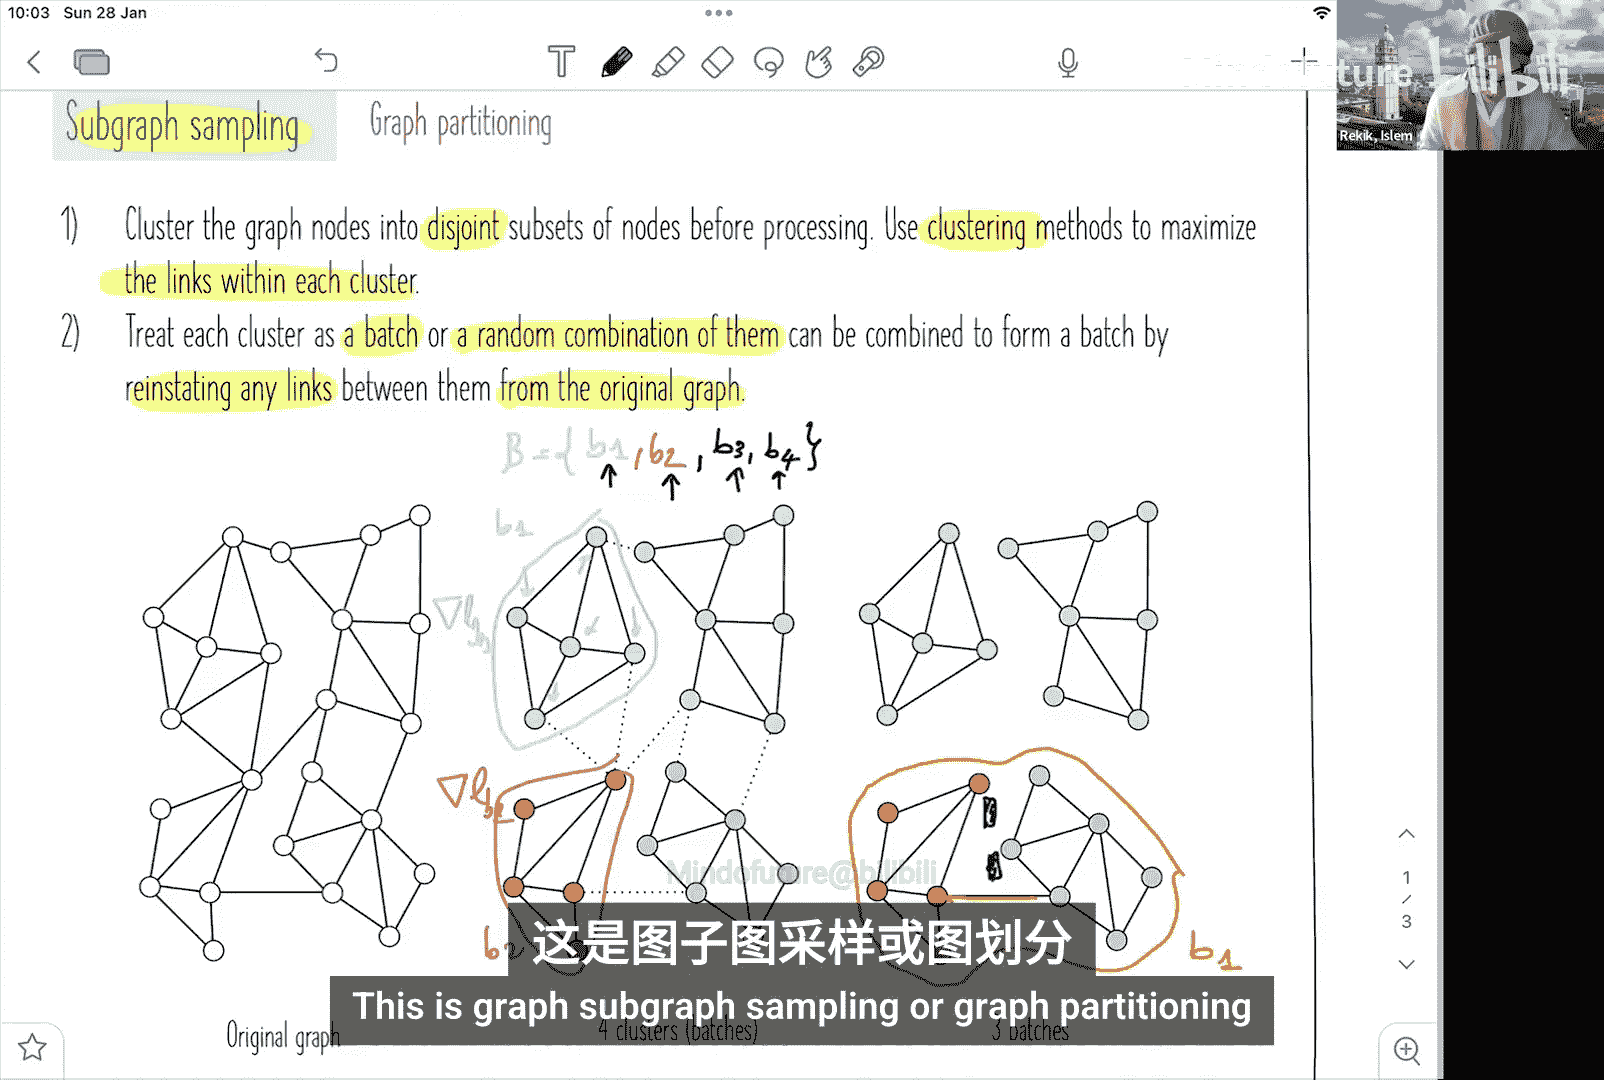 10:03 Sun 28 Jan
ture bilibili
Rekik, Islem
Subgraph sampling Graph partitioning
1) Cluster the graph nodes into disjoint subsets of nodes before processing. Use clustering methods to maximize
the links within each cluster.
2) Treat each cluster as a batch or a random combination of them can be combined to form a batch by
reinstating any links between them from the original graph.
B = { b1, b2, b3, b4 }
b1
∇l
∇l
b2
b1
Mindofuture@bilibili
1
3
这是图子图采样或图划分
This is graph subgraph sampling or graph partitioning
Original graph 4 clusters (batches) 3 batches